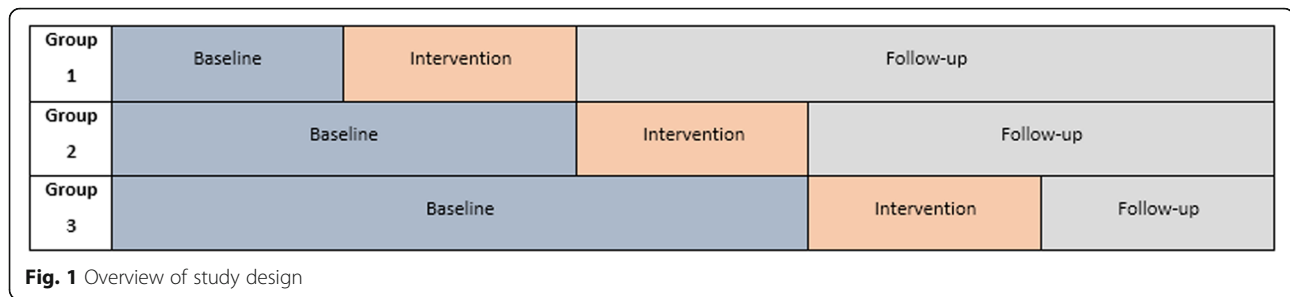 Group
1
Baseline
Intervention
Follow-up
Group
2
Baseline
Intervention
Follow-up
Group
3
Baseline
Intervention
Follow-up
Fig. 1 Overview of study design